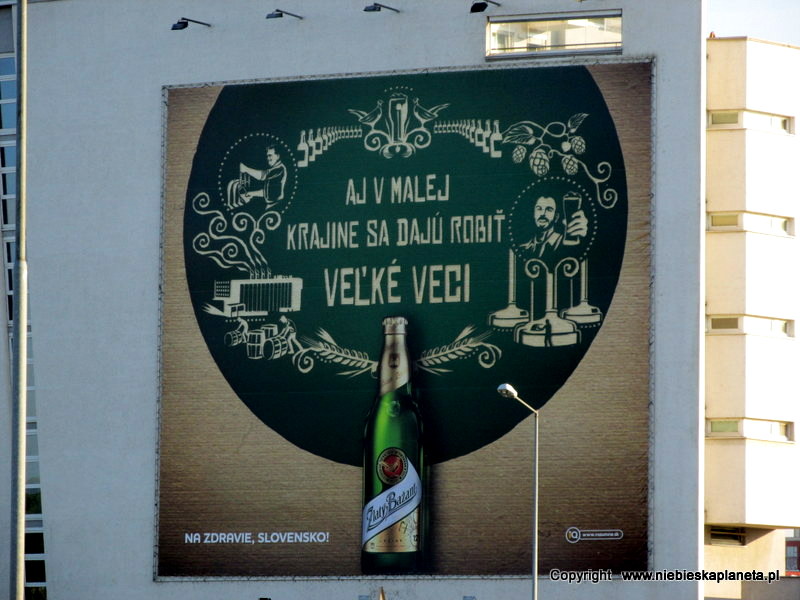 AJ V MALEJ
KRAJINE SA DAJÚ ROBIŤ
VEĽKÉ VECI
Zlatý Bažant
NA ZDRAVIE, SLOVENSKO!
Copyright www.niebieskaplaneta.pl